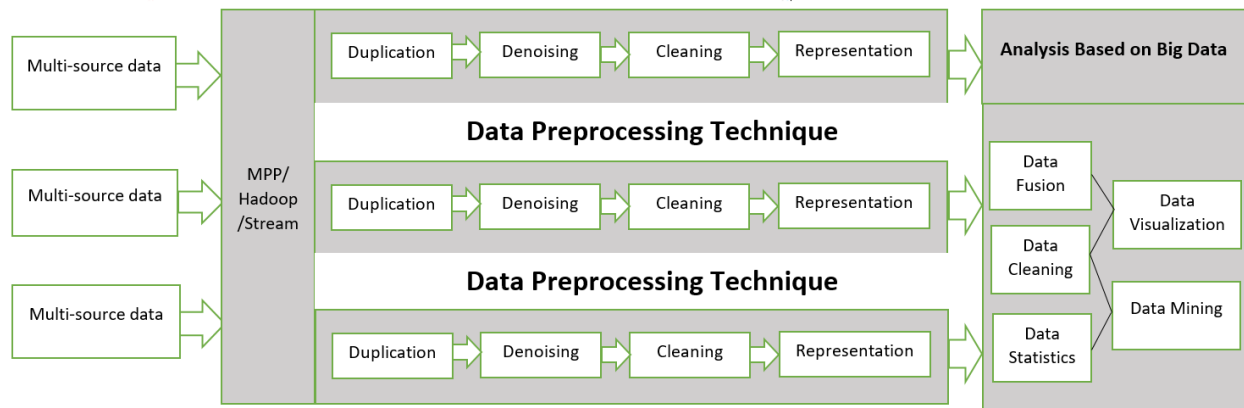 Multi-source data
Multi-source data
Multi-source data
MPP/
Hadoop
/Stream
Duplication
Denoising
Cleaning
Representation
Data Preprocessing Technique
Duplication
Denoising
Cleaning
Representation
Data Preprocessing Technique
Duplication
Denoising
Cleaning
Representation
Analysis Based on Big Data
Data
Fusion
Data
Cleaning
Data
Statistics
Data
Visualization
Data Mining